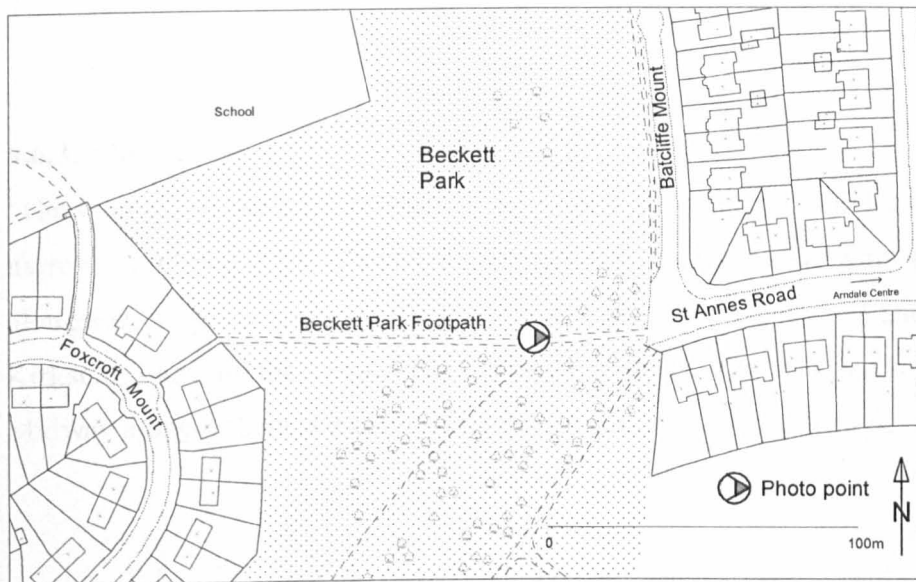 School
Beckett
Park
Batcliffe Mount
St Annes Road
Arndale Centre
Beckett Park Footpath
Foxcroft Mount
Photo point
N
0
100m